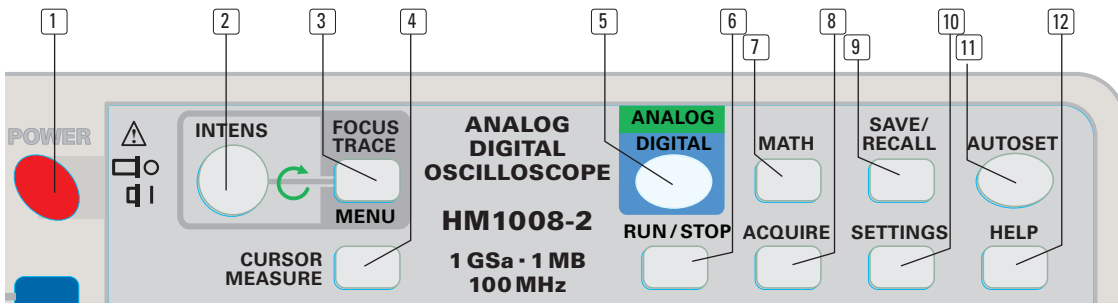 1 2 3 4 5 6 7 8 9 10 11 12
POWER
INTENS
FOCUS
TRACE
MENU
CURSOR
MEASURE
ANALOG
DIGITAL
OSCILLOSCOPE
HM1008-2
1 GSa · 1 MB
100 MHz
ANALOG
DIGITAL
RUN / STOP
MATH
ACQUIRE
SAVE/
RECALL
SETTINGS
AUTOSET
HELP